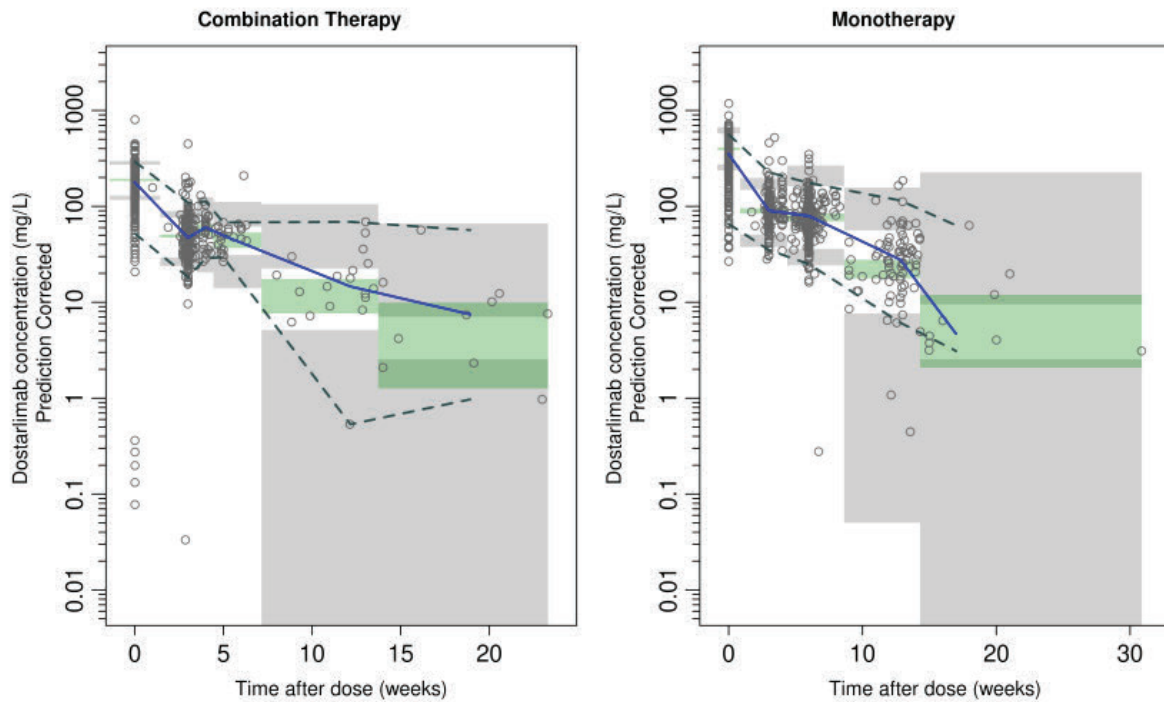 Combination Therapy
Monotherapy
Dostarlimab concentration (mg/L)
Prediction Corrected
1000
100
10
1
0.1
0.01
0
5
10
15
20
Time after dose (weeks)
Dostarlimab concentration (mg/L)
Prediction Corrected
1000
100
10
1
0.1
0.01
0
10
20
30
Time after dose (weeks)